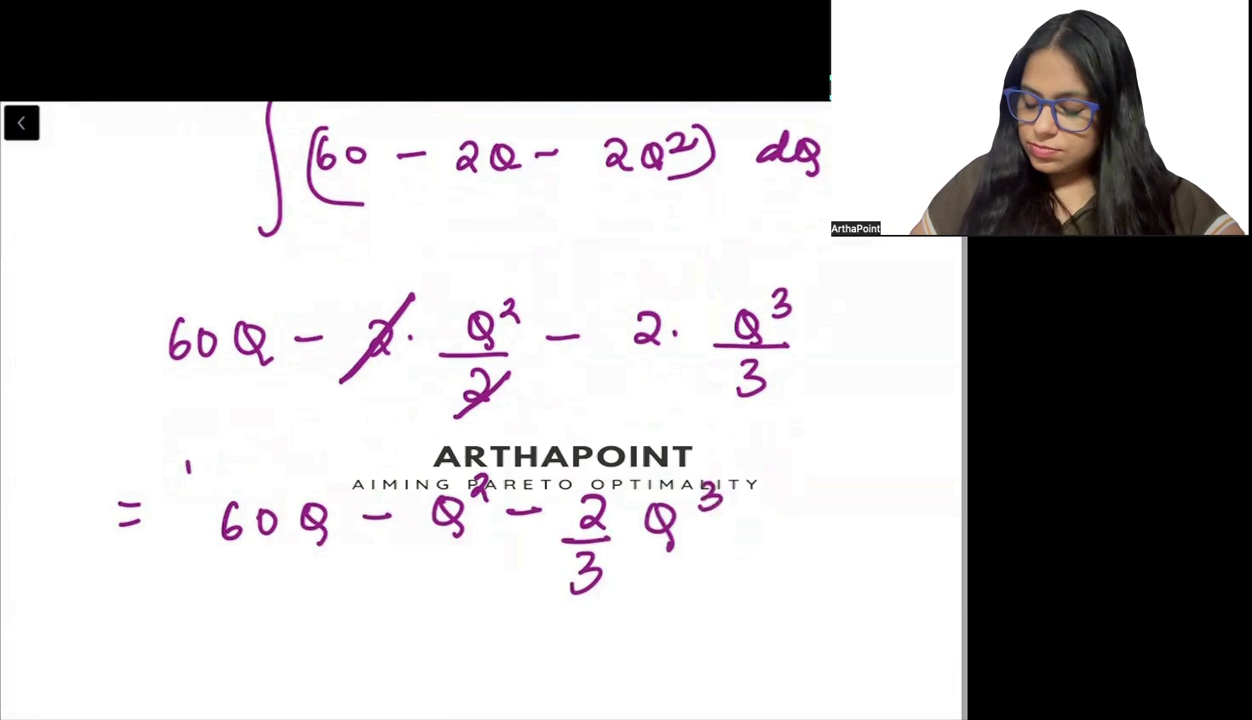 ∫ (60 - 2Q - 2Q²) dQ
ArthaPoint
60Q - 2 · Q²/2 - 2 · Q³/3
ARTHAPOINT
AIMING PARETO OPTIMALITY
= 60Q - Q² - 2/3 Q³